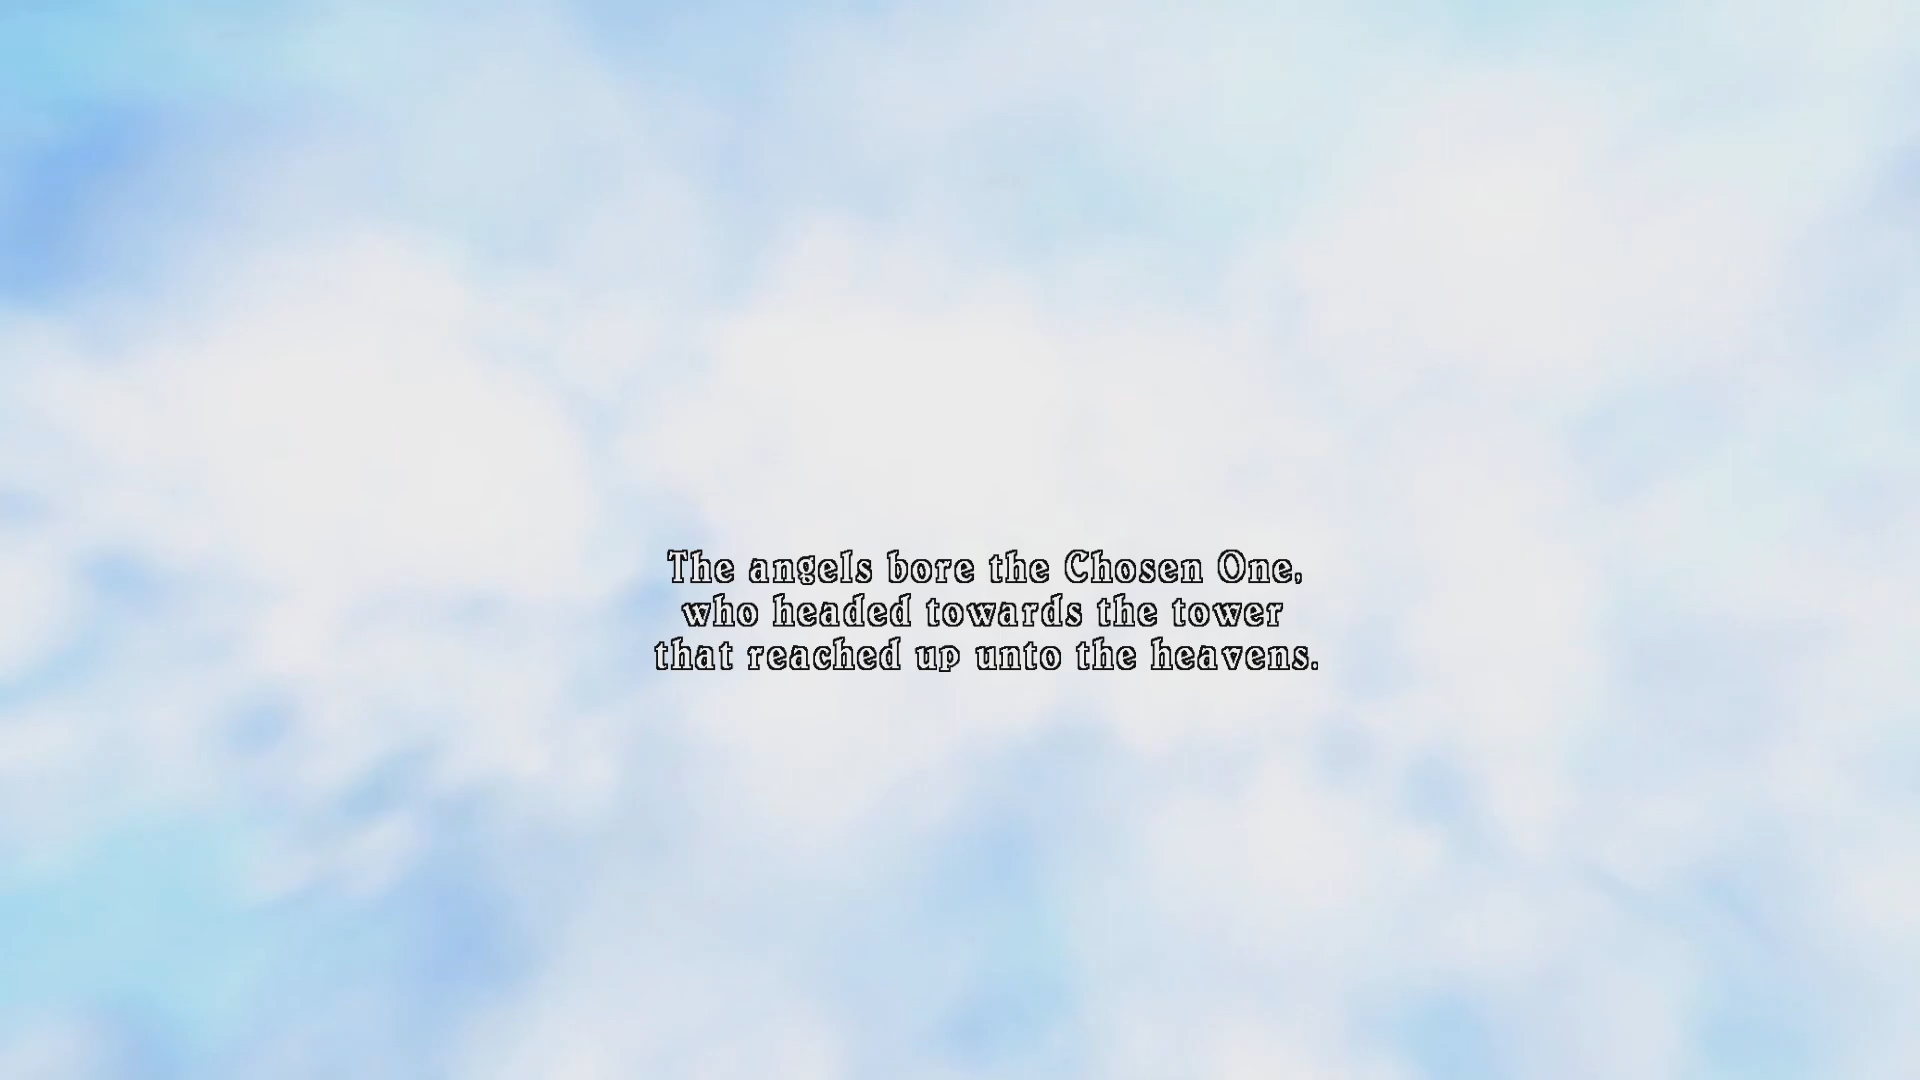 The angels bore the Chosen One,
who headed towards the tower
that reached up unto the heavens.